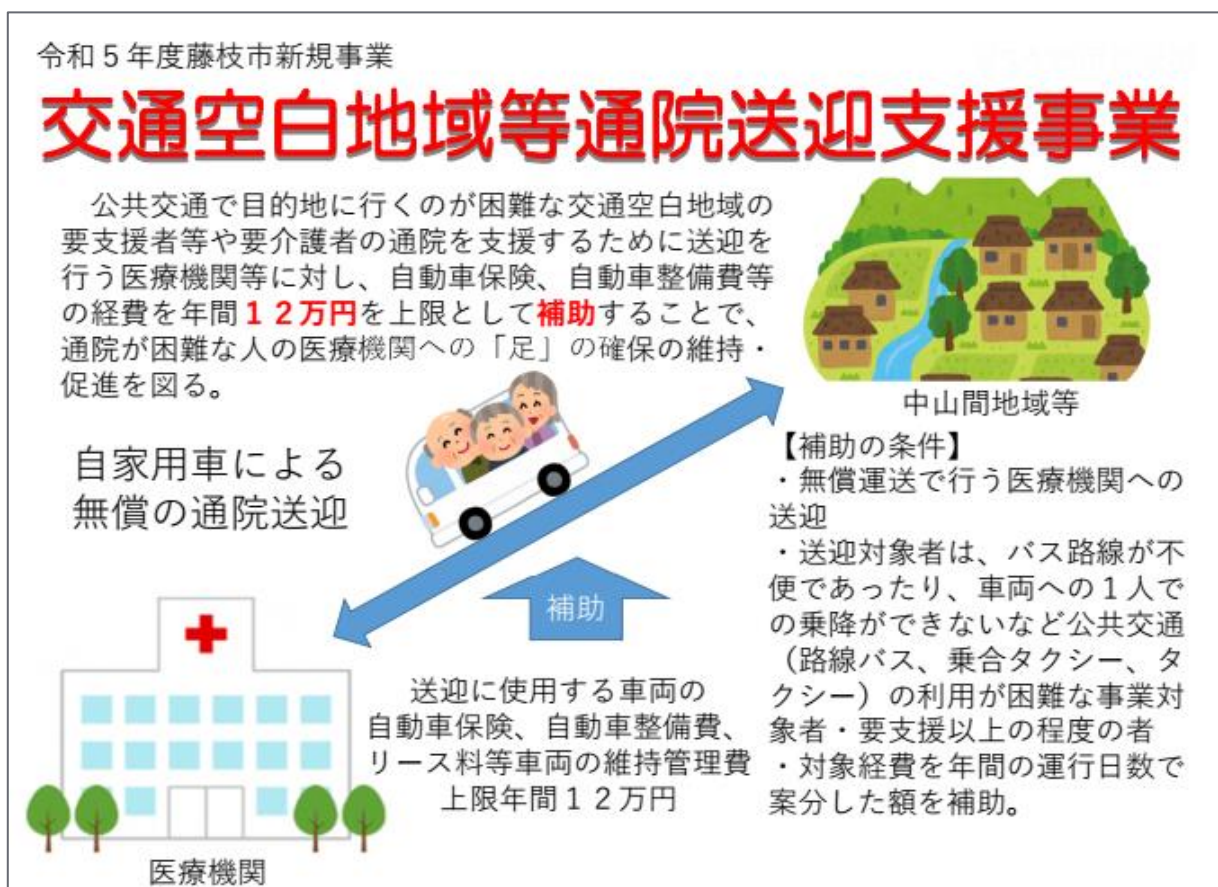 令和５年度藤枝市新規事業
交通空白地域等通院送迎支援事業
公共交通で目的地に行くのが困難な交通空白地域の
要支援者等や要介護者の通院を支援するために送迎を
行う医療機関等に対し、自動車保険、自動車整備費等
の経費を年間１２万円を上限として補助することで、
通院が困難な人の医療機関への「足」の確保の維持・
促進を図る。
中山間地域等
自家用車による
無償の通院送迎
【補助の条件】
・無償運送で行う医療機関への
送迎
・送迎対象者は、バス路線が不
便であったり、車両への１人で
の乗降ができないなど公共交通
（路線バス、乗合タクシー、タ
クシー）の利用が困難な事業対
象者・要支援以上の程度の者
・対象経費を年間の運行日数で
案分した額を補助。
補助
送迎に使用する車両の
自動車保険、自動車整備費、
リース料等車両の維持管理費
上限年間１２万円
医療機関